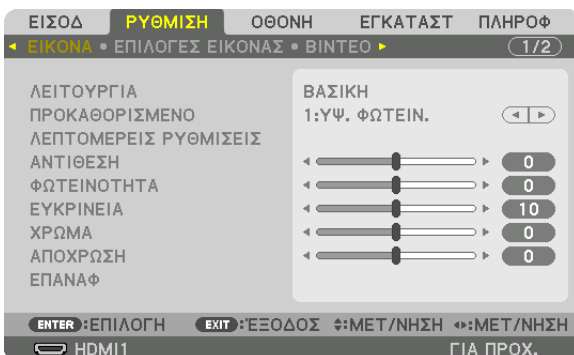 ΕΙΣΟΔ ΡΥΘΜΙΣΗ ΟΘΟΝΗ ΕΓΚΑΤΑΣΤ ΠΛΗΡΟΦ
ΕΙΚΟΝΑ • ΕΠΙΛΟΓΕΣ ΕΙΚΟΝΑΣ • ΒΙΝΤΕΟ 1/2
ΛΕΙΤΟΥΡΓΙΑ ΒΑΣΙΚΗ
ΠΡΟΚΑΘΟΡΙΣΜΕΝΟ 1:ΥΨ. ΦΩΤΕΙΝ.
ΛΕΠΤΟΜΕΡΕΙΣ ΡΥΘΜΙΣΕΙΣ
ΑΝΤΙΘΕΣΗ 0
ΦΩΤΕΙΝΟΤΗΤΑ 0
ΕΥΚΡΙΝΕΙΑ 10
ΧΡΩΜΑ 0
ΑΠΟΧΡΩΣΗ 0
ΕΠΑΝΑΦ
ENTER :ΕΠΙΛΟΓΗ EXIT :ΈΞΟΔΟΣ :ΜΕΤ/ΝΗΣΗ :ΜΕΤ/ΝΗΣΗ
HDMI1 ΓΙΑ ΠΡΟΧ.